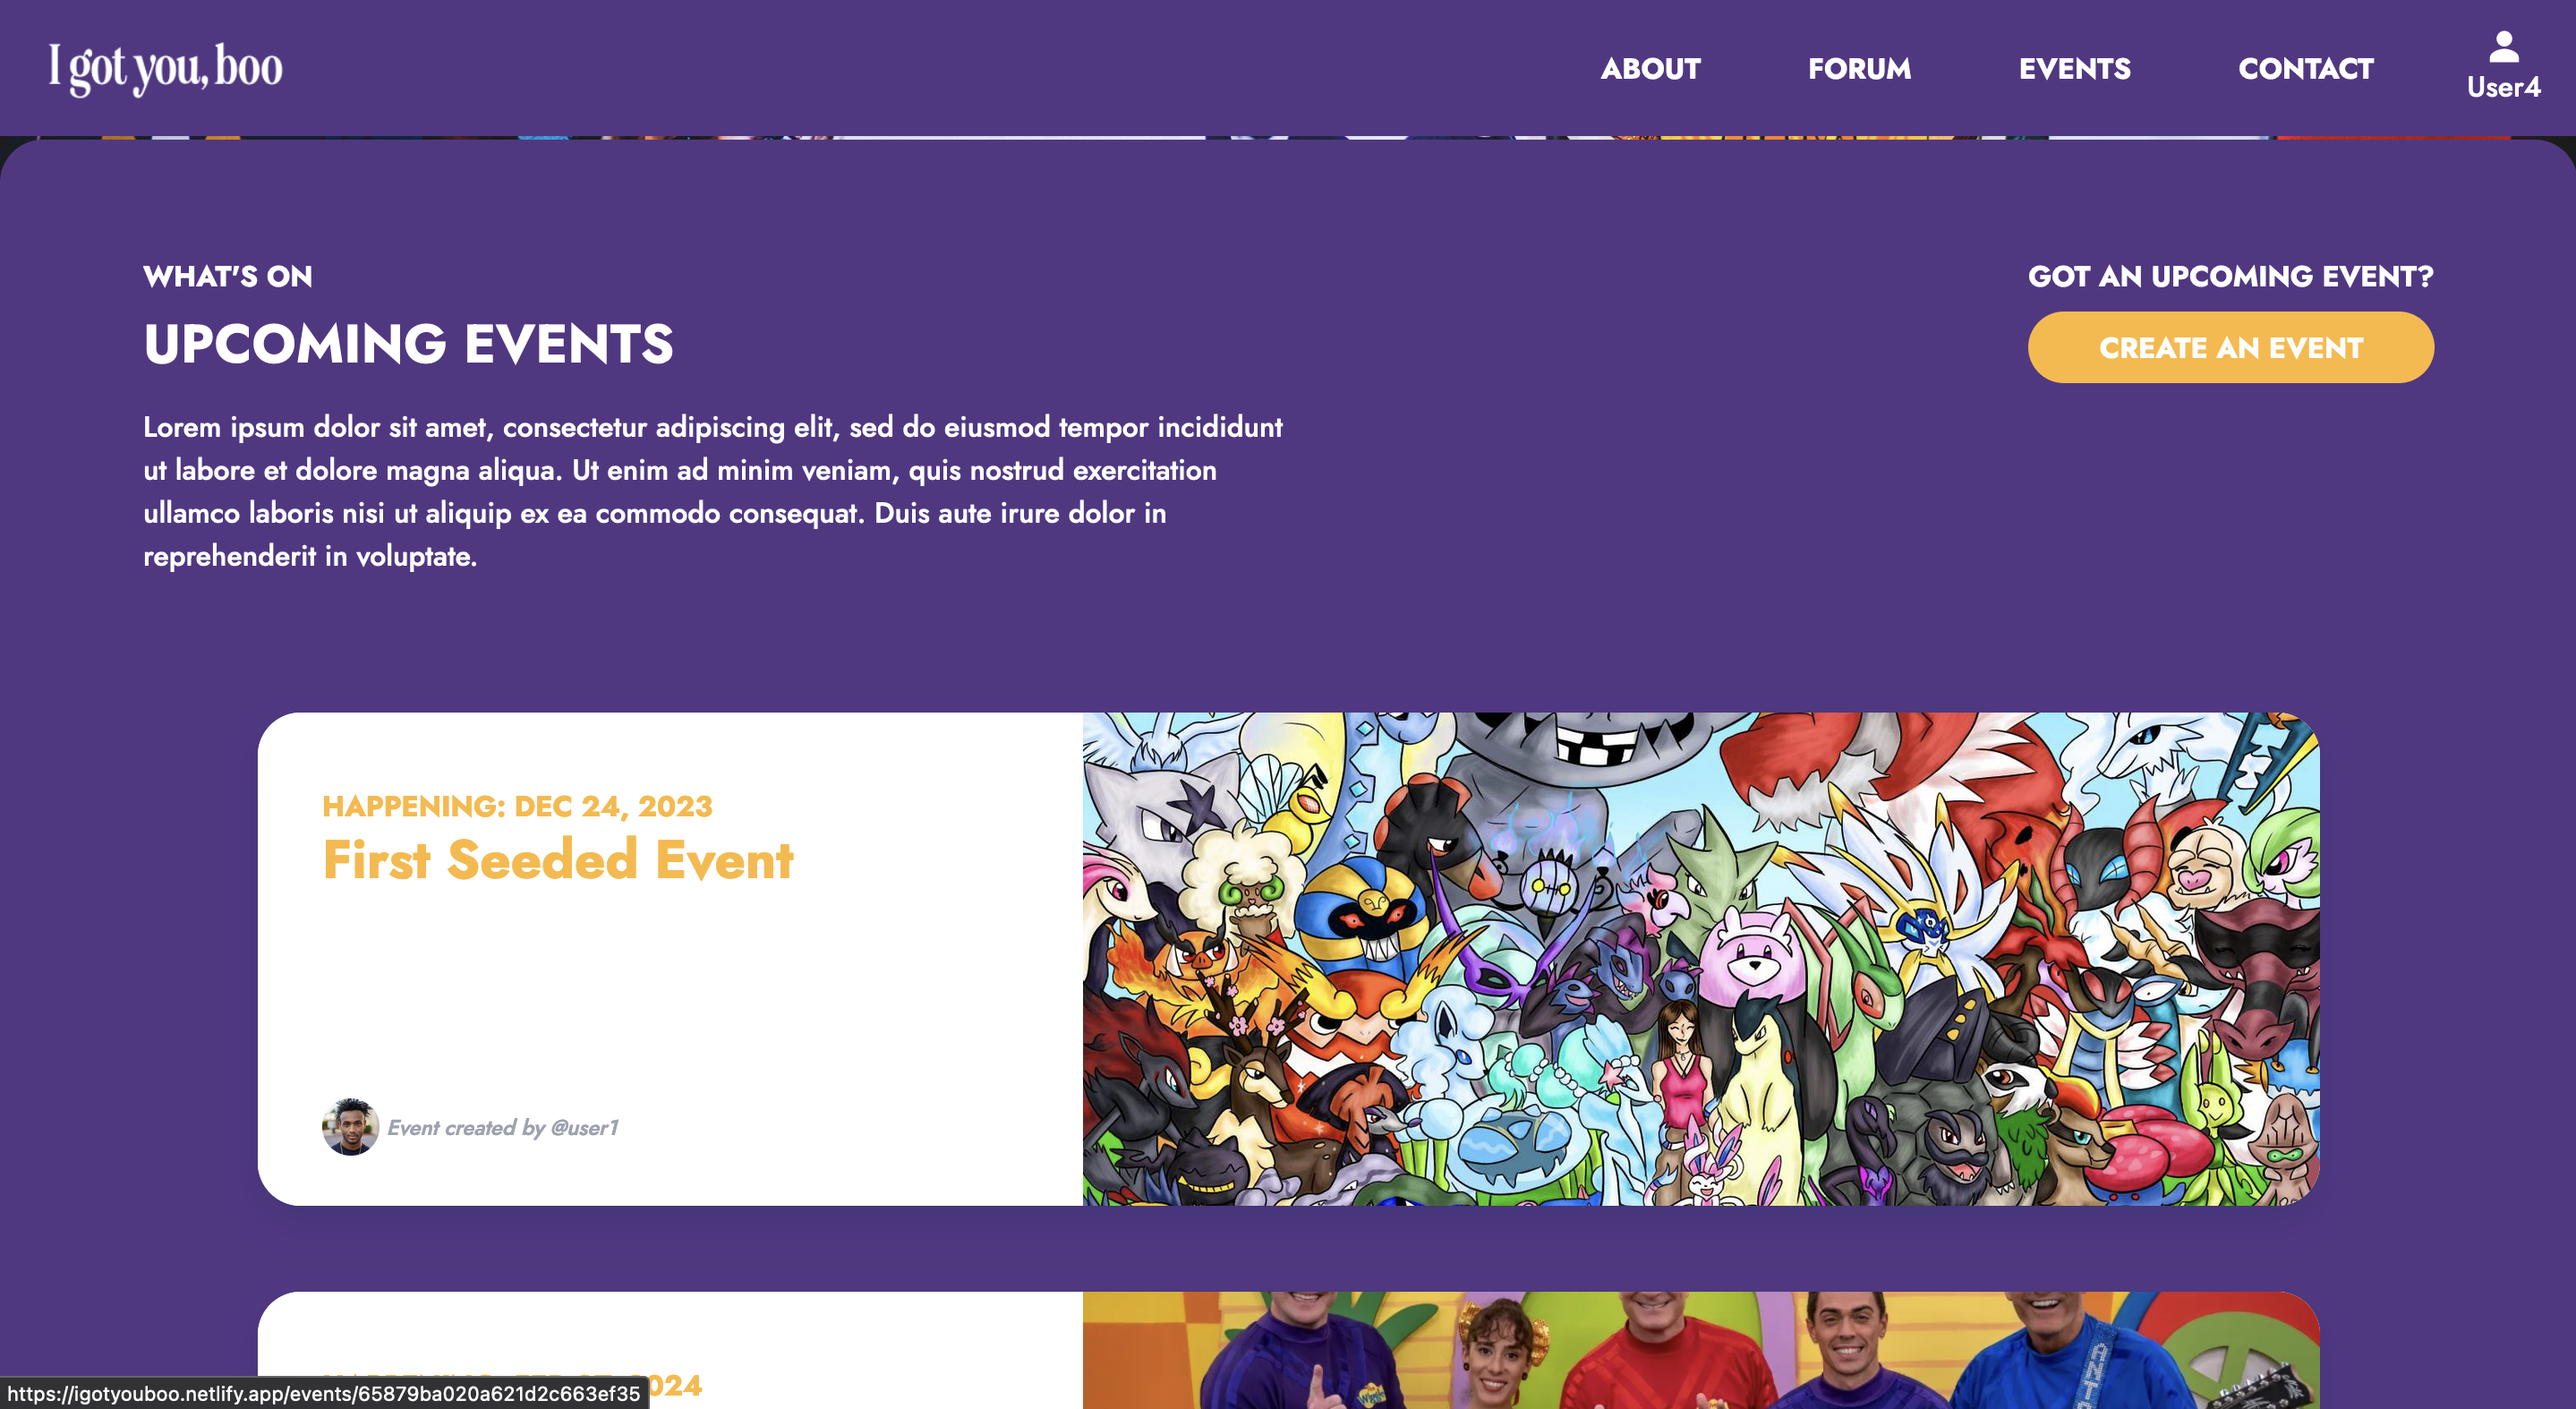 I got you, boo
ABOUT
FORUM
EVENTS
CONTACT
User4
WHAT'S ON
UPCOMING EVENTS
Lorem ipsum dolor sit amet, consectetur adipiscing elit, sed do eiusmod tempor incididunt
ut labore et dolore magna aliqua. Ut enim ad minim veniam, quis nostrud exercitation
ullamco laboris nisi ut aliquip ex ea commodo consequat. Duis aute irure dolor in
reprehenderit in voluptate.
GOT AN UPCOMING EVENT?
CREATE AN EVENT
HAPPENING: DEC 24, 2023
First Seeded Event
Event created by @user1
2024
https://igotyouboo.netlify.app/events/65879ba020a621d2c663ef35